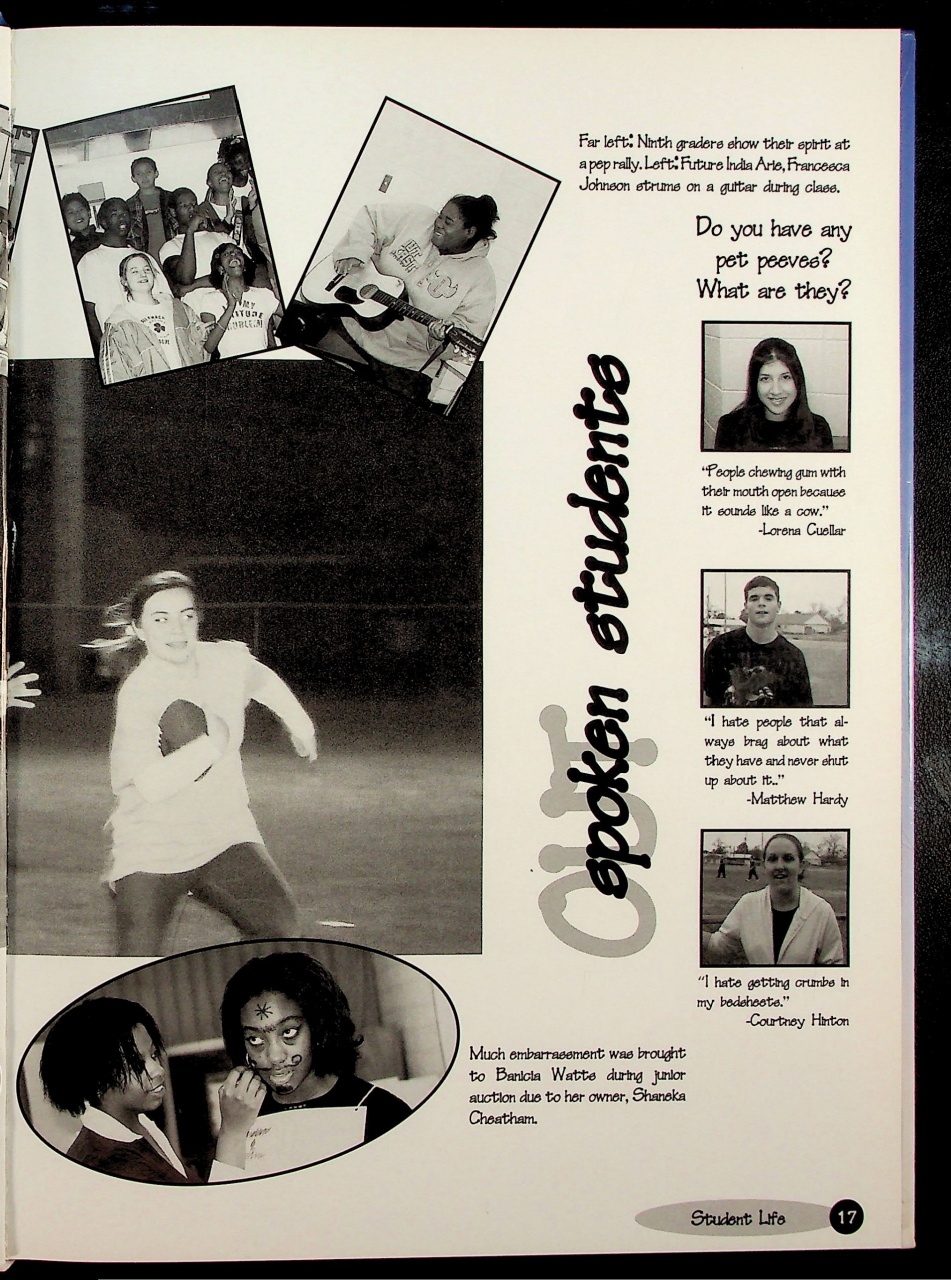 Far left: Ninth graders show their spirit at
a pep rally. Left: Future India Arie, Francesca
Johnson strums on a guitar during class.
Do you have any
pet peeves?
What are they?
"People chewing gum with
their mouth open because
it sounds like a cow."
-Lorena Cuellar
OUT
spoken students
"I hate people that al-
ways brag about what
they have and never shut
up about it.."
-Matthew Hardy
"I hate getting crumbs in
my bedsheets."
-Courtney Hinton
Much embarrassment was brought
to Banicia Watts during junior
auction due to her owner, Shaneka
Cheatham.
Student Life 17